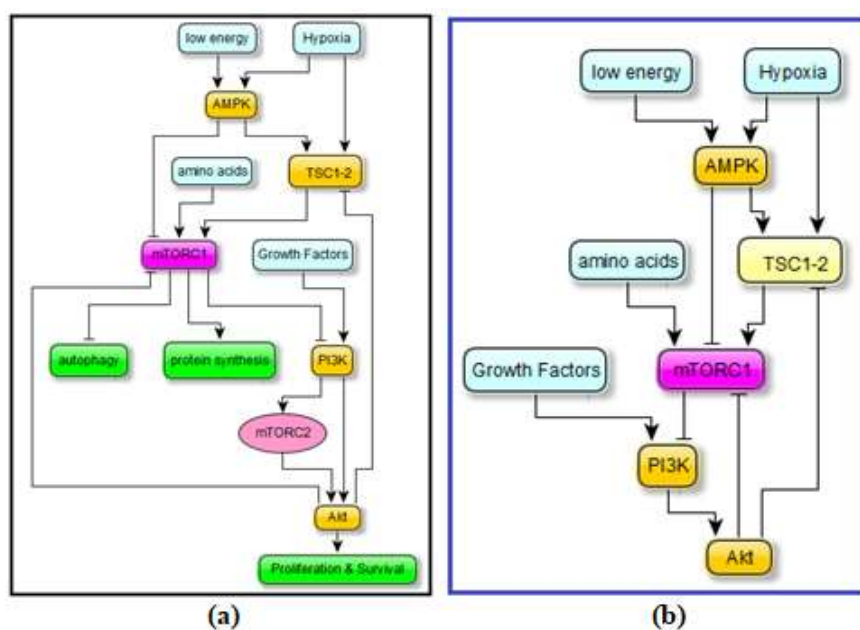 low energy
Hypoxia
AMPK
amino acids
TSC1-2
mTORC1
Growth Factors
autophagy
protein synthesis
PI3K
mTORC2
Akt
Proliferation & Survival
(a)
low energy
Hypoxia
AMPK
amino acids
TSC1-2
Growth Factors
mTORC1
PI3K
Akt
(b)